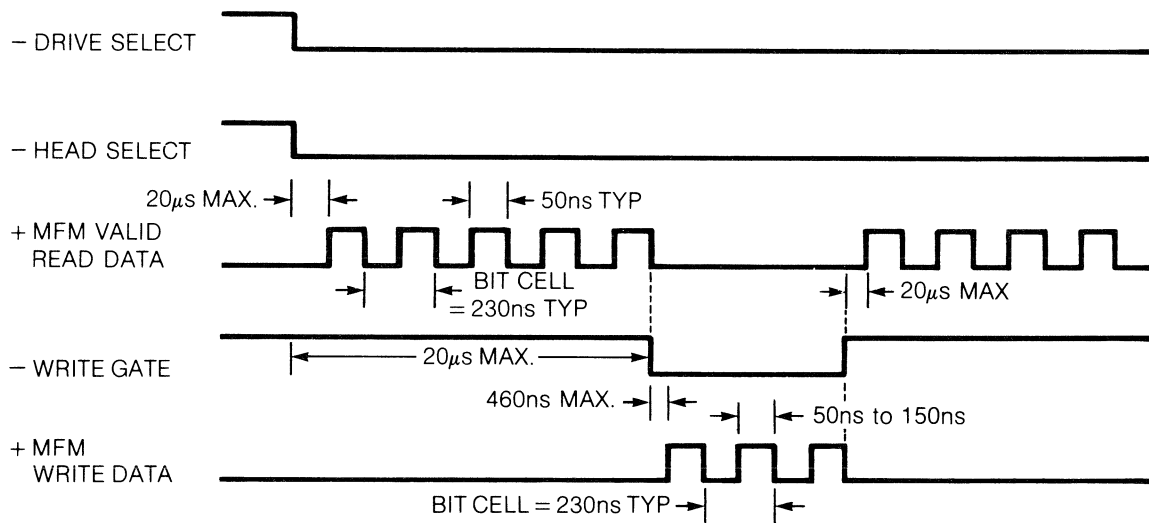 – DRIVE SELECT
– HEAD SELECT
20μs MAX.
50ns TYP
+ MFM VALID
READ DATA
BIT CELL
= 230ns TYP
20μs MAX
20μs MAX.
– WRITE GATE
460ns MAX.
50ns to 150ns
+ MFM
WRITE DATA
BIT CELL = 230ns TYP